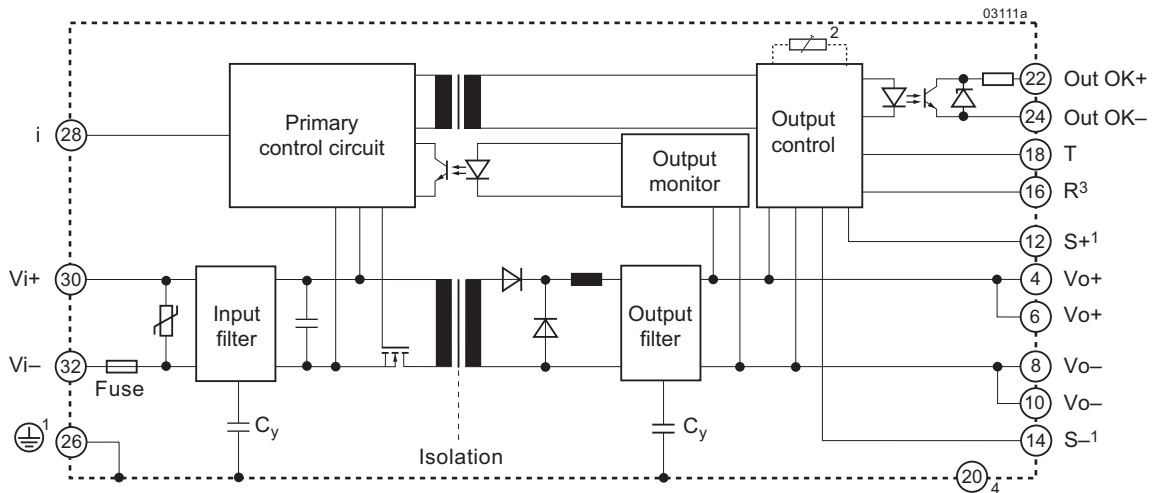 03111a
2
22 Out OK+
Primary
control circuit
Output
control
24 Out OK–
i 28
Output
monitor
18 T
16 R3
12 S+1
Vi+ 30
4 Vo+
Input
filter
Output
filter
6 Vo+
Vi– 32
Fuse
8 Vo–
10 Vo–
1 26
Cy
Cy
14 S–1
Isolation
20 4